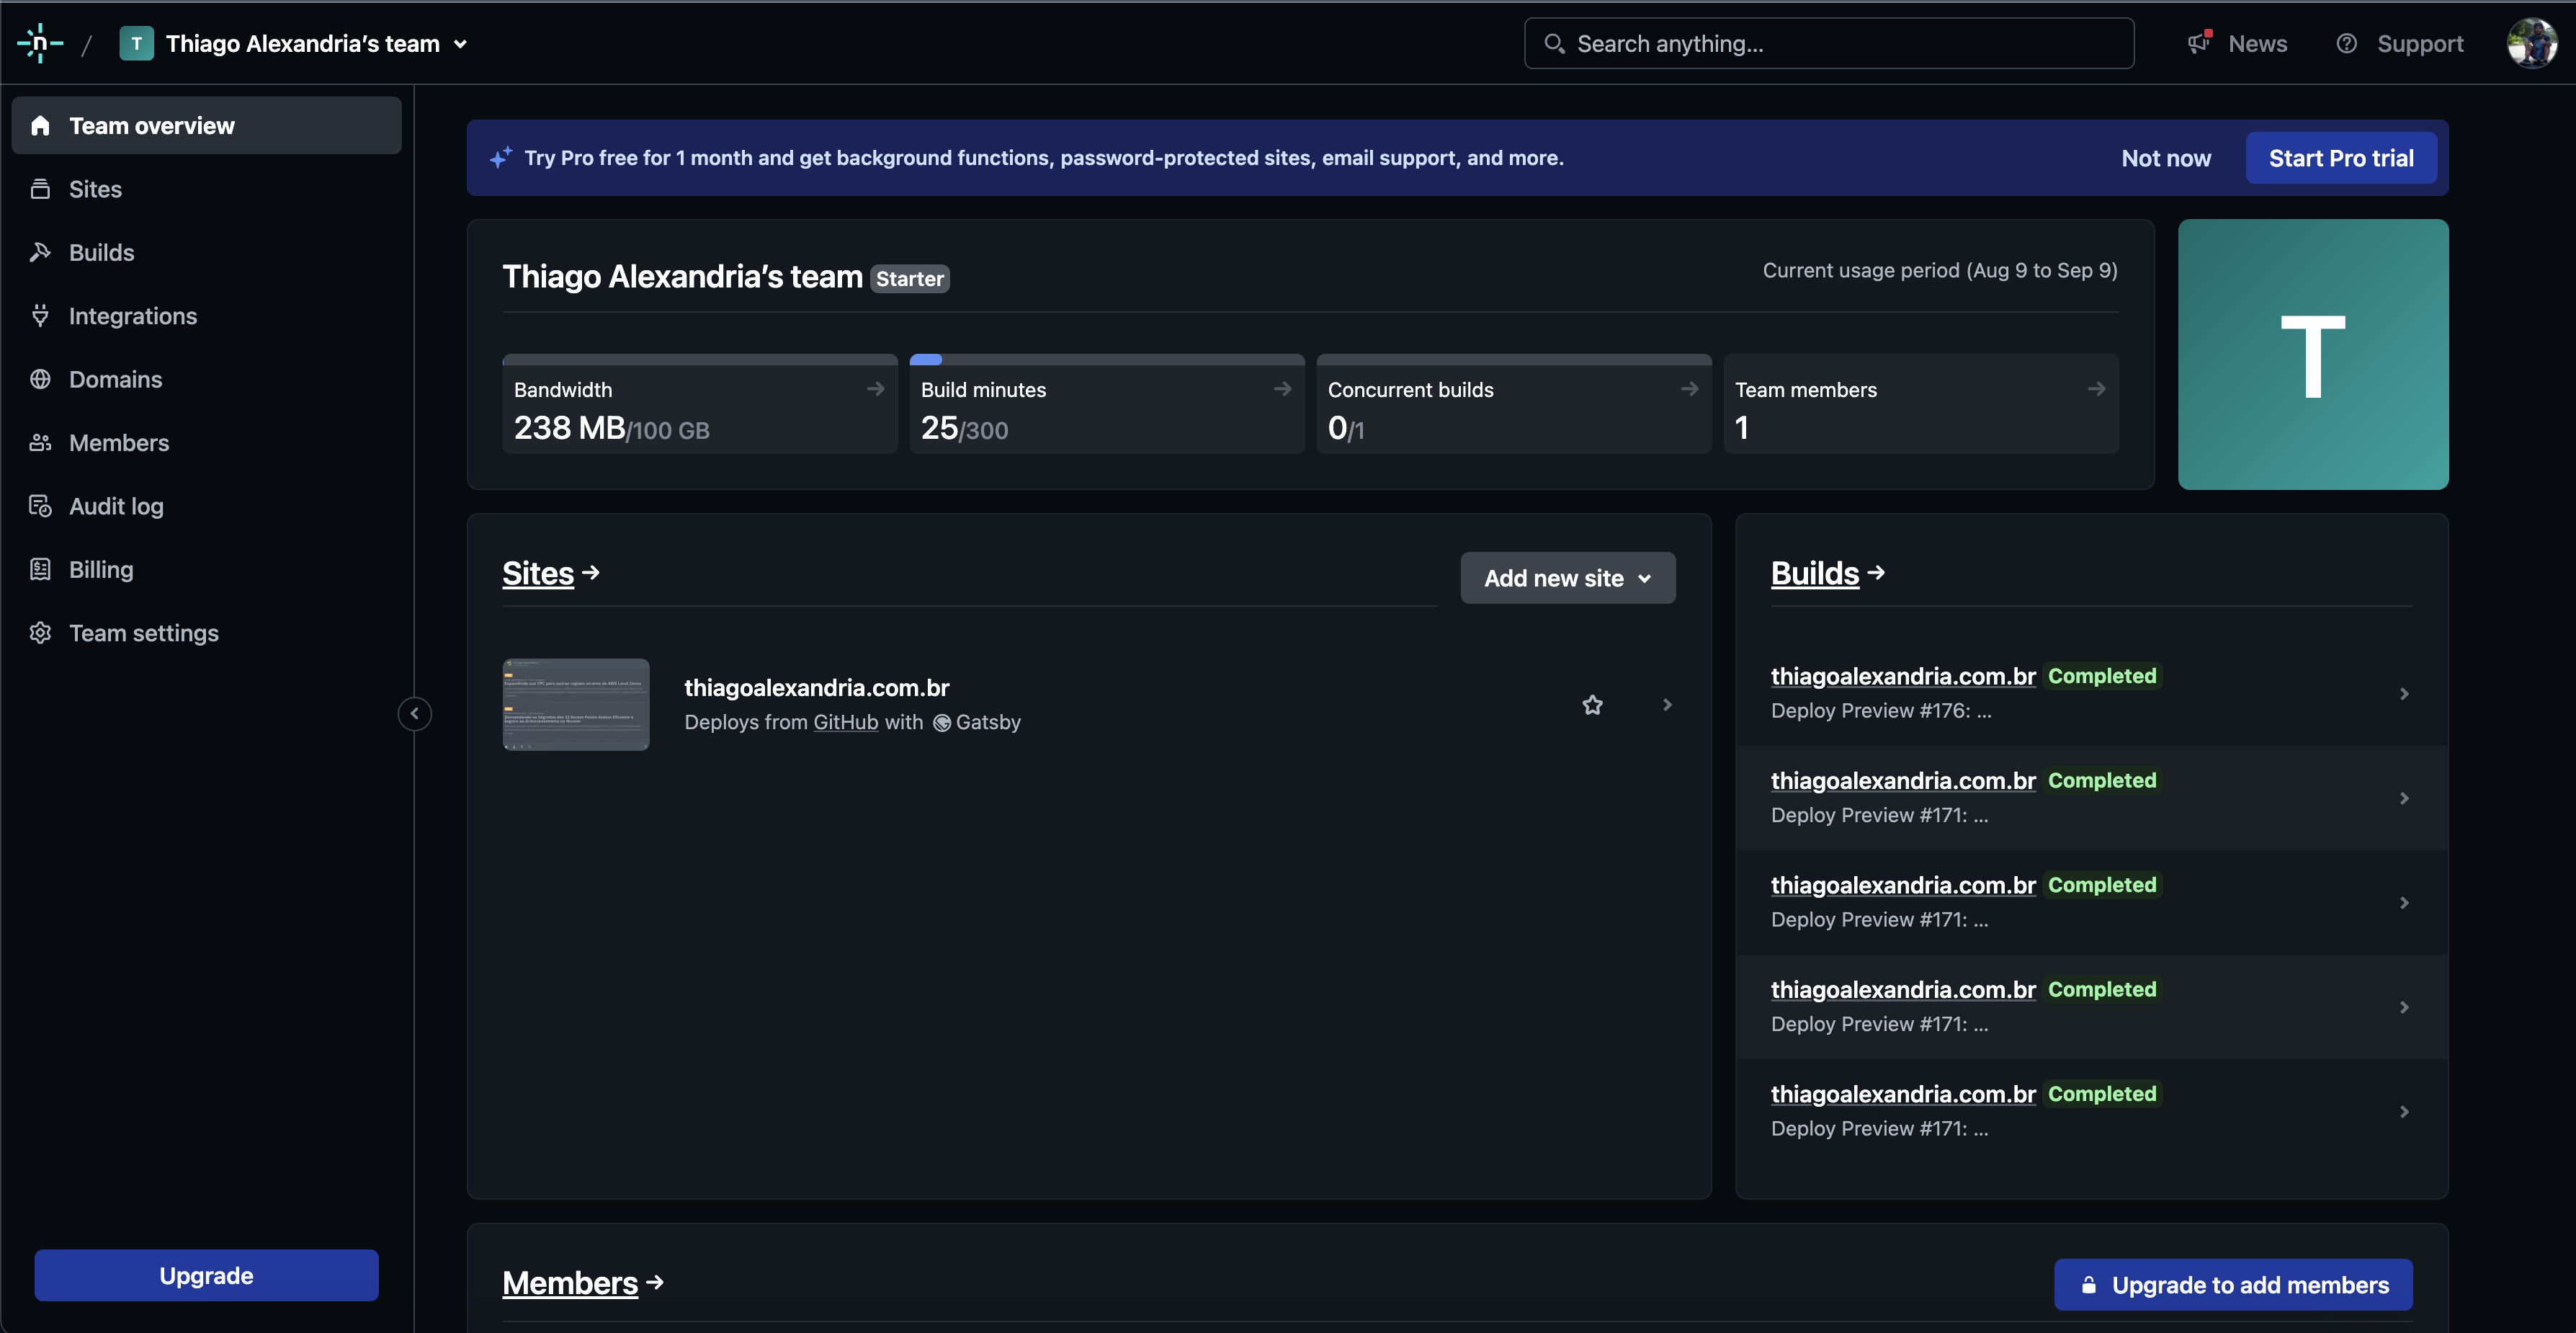 n / T Thiago Alexandria's team
Search anything...
News
Support
Team overview
Sites
Builds
Integrations
Domains
Members
Audit log
Billing
Team settings
Upgrade
Try Pro free for 1 month and get background functions, password-protected sites, email support, and more.
Not now
Start Pro trial
Thiago Alexandria's team Starter
Current usage period (Aug 9 to Sep 9)
Bandwidth
238 MB/100 GB
Build minutes
25/300
Concurrent builds
0/1
Team members
1
T
Sites →
Add new site
thiagoalexandria.com.br
Deploys from GitHub with Gatsby
Builds →
thiagoalexandria.com.br Completed
Deploy Preview #176: ...
thiagoalexandria.com.br Completed
Deploy Preview #171: ...
thiagoalexandria.com.br Completed
Deploy Preview #171: ...
thiagoalexandria.com.br Completed
Deploy Preview #171: ...
thiagoalexandria.com.br Completed
Deploy Preview #171: ...
Members →
Upgrade to add members